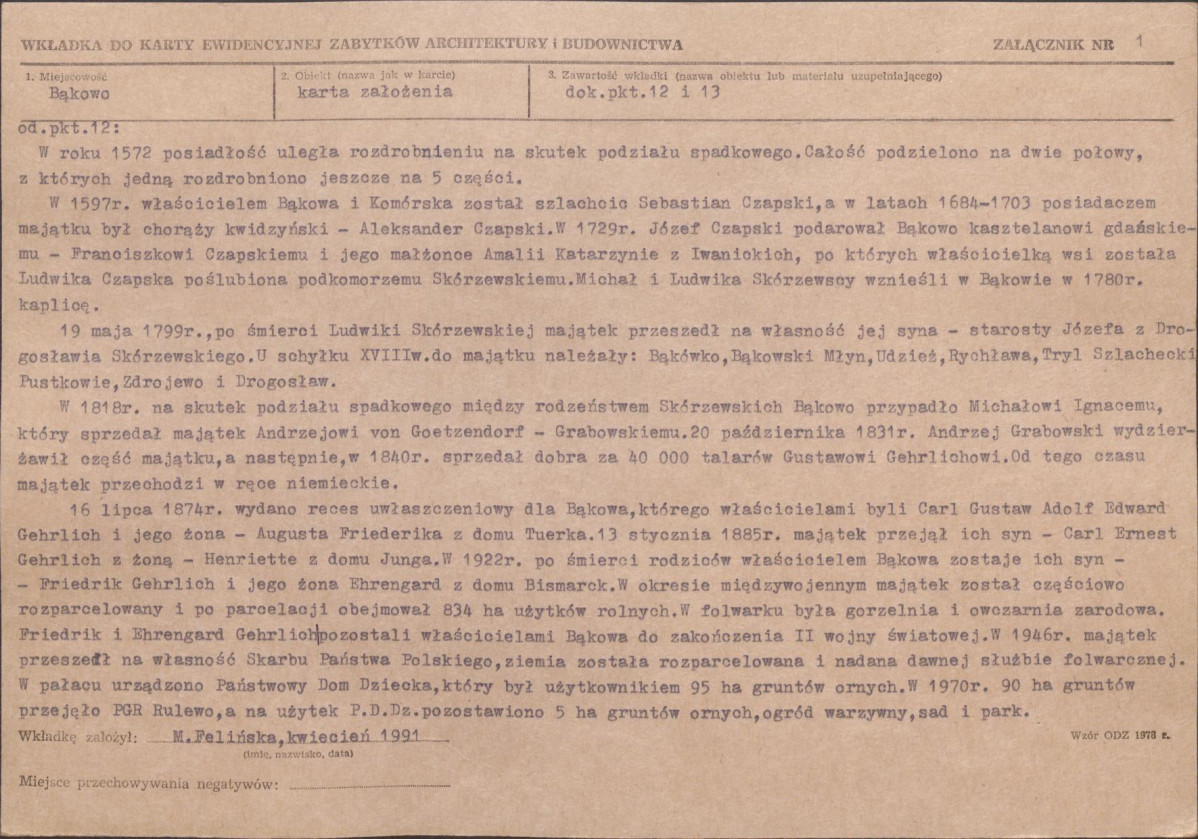 WKŁADKA DO KARTY EWIDENCYJNEJ ZABYTKÓW ARCHITEKTURY i BUDOWNICTWA ZAŁĄCZNIK NR 1
1. Miejscowość 2. Obiekt (nazwa jak w karcie) 3. Zawartość wkładki (nazwa obiektu lub materiału uzupełniającego)
Bąkowo karta założenia dok.pkt.12 i 13
od.pkt.12:
W roku 1572 posiadłość uległa rozdrobnieniu na skutek podziału spadkowego.Całość podzielono na dwie połowy,
z których jedną rozdrobniono jeszcze na 5 części.
W 1597r. właścicielem Bąkowa i Komórska został szlachcic Sebastian Czapski,a w latach 1684-1703 posiadaczem
majątku był chorąży kwidzyński - Aleksander Czapski.W 1729r. Józef Czapski podarował Bąkowo kasztelanowi gdańskie-
mu - Franciszkowi Czapskiemu i jego małżonce Amalii Katarzynie z Iwanickich, po których właścicielką wsi została
Ludwika Czapska poślubiona podkomorzemu Skórzewskiemu.Michał i Ludwika Skórzewscy wznieśli w Bąkowie w 1780r.
kaplicę.
19 maja 1799r.,po śmierci Ludwiki Skórzewskiej majątek przeszedł na własność jej syna - starosty Józefa z Dro-
gosławia Skórzewskiego.U schyłku XVIIIw.do majątku należały: Bąkówko,Bąkowski Młyn,Udzież,Rychława,Tryl Szlachecki
Pustkowie,Zdrojewo i Drogosław.
W 1818r. na skutek podziału spadkowego między rodzeństwem Skórzewskich Bąkowo przypadło Michałowi Ignacemu,
który sprzedał majątek Andrzejowi von Goetzendorf - Grabowskiemu.20 października 1831r. Andrzej Grabowski wydzier-
żawił część majątku,a następnie,w 1840r. sprzedał dobra za 40 000 talarów Gustawowi Gehrlichowi.Od tego czasu
majątek przechodzi w ręce niemieckie.
16 lipca 1874r. wydano reces uwłaszczeniowy dla Bąkowa,którego właścicielami byli Carl Gustaw Adolf Edward
Gehrlich i jego żona - Augusta Friederika z domu Tuerka.13 stycznia 1885r. majątek przejął ich syn - Carl Ernest
Gehrlich z żoną - Henriette z domu Junga.W 1922r. po śmierci rodziców właścicielem Bąkowa zostaje ich syn -
- Friedrik Gehrlich i jego żona Ehrengard z domu Bismarck.W okresie międzywojennym majątek został częściowo
rozparcelowany i po parcelacji obejmował 834 ha użytków rolnych.W folwarku była gorzelnia i owczarnia zarodowa.
Friedrik i Ehrengard Gehrlich pozostali właścicielami Bąkowa do zakończenia II wojny światowej.W 1946r. majątek
przeszedł na własność Skarbu Państwa Polskiego,ziemia została rozparcelowana i nadana dawnej służbie folwarcznej.
W pałacu urządzono Państwowy Dom Dziecka,który był użytkownikiem 95 ha gruntów ornych.W 1970r. 90 ha gruntów
przejęło PGR Rulewo,a na użytek P.D.Dz.pozostawiono 5 ha gruntów ornych,ogród warzywny,sad i park.
Wkładkę założył: M.Felińska,kwiecień 1991 Wzór ODZ 1978 r.
(imię, nazwisko, data)
Miejsce przechowywania negatywów: